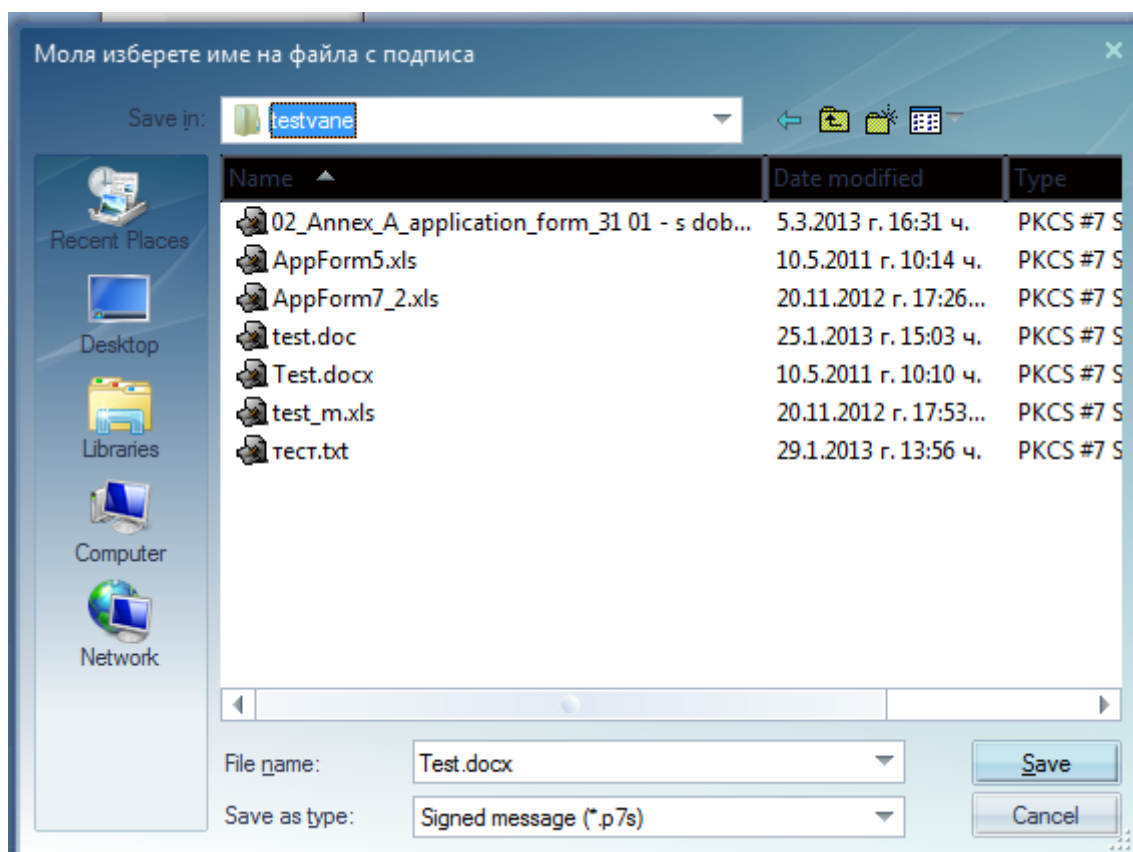 Моля изберете име на файла с подписа
Save in: testvane
Name Date modified Type
Recent Places
Desktop
Libraries
Computer
Network
02_Annex_A_application_form_31 01 - s dob... 5.3.2013 г. 16:31 ч. PKCS #7 S
AppForm5.xls 10.5.2011 г. 10:14 ч. PKCS #7 S
AppForm7_2.xls 20.11.2012 г. 17:26... PKCS #7 S
test.doc 25.1.2013 г. 15:03 ч. PKCS #7 S
Test.docx 10.5.2011 г. 10:10 ч. PKCS #7 S
test_m.xls 20.11.2012 г. 17:53... PKCS #7 S
тест.txt 29.1.2013 г. 13:56 ч. PKCS #7 S
File name: Test.docx Save
Save as type: Signed message (*.p7s) Cancel